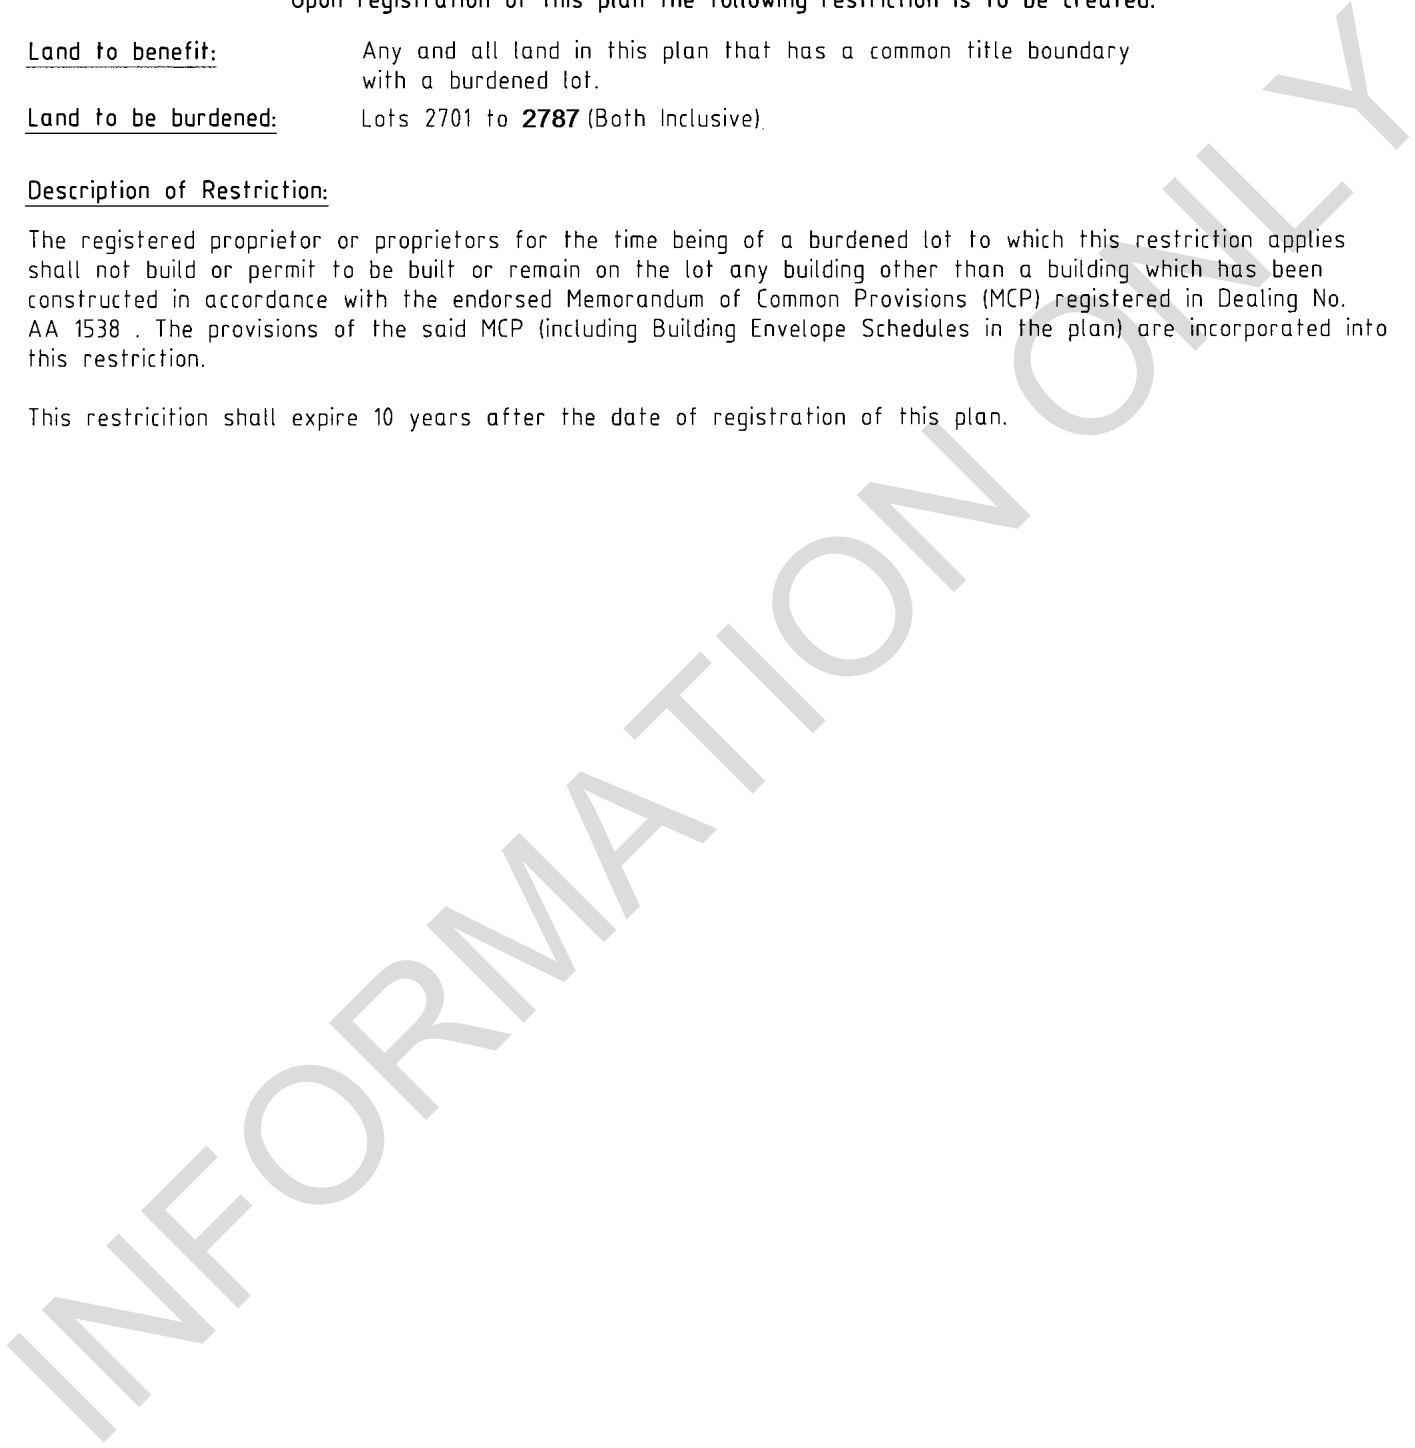 Upon registration of this plan the following restriction is to be created.
Land to benefit: Any and all land in this plan that has a common title boundary
with a burdened lot.
Land to be burdened: Lots 2701 to 2787 (Both Inclusive).
Description of Restriction:
The registered proprietor or proprietors for the time being of a burdened lot to which this restriction applies
shall not build or permit to be built or remain on the lot any building other than a building which has been
constructed in accordance with the endorsed Memorandum of Common Provisions (MCP) registered in Dealing No.
AA 1538 . The provisions of the said MCP (including Building Envelope Schedules in the plan) are incorporated into
this restriction.
This restricition shall expire 10 years after the date of registration of this plan.
INFORMATION ONLY